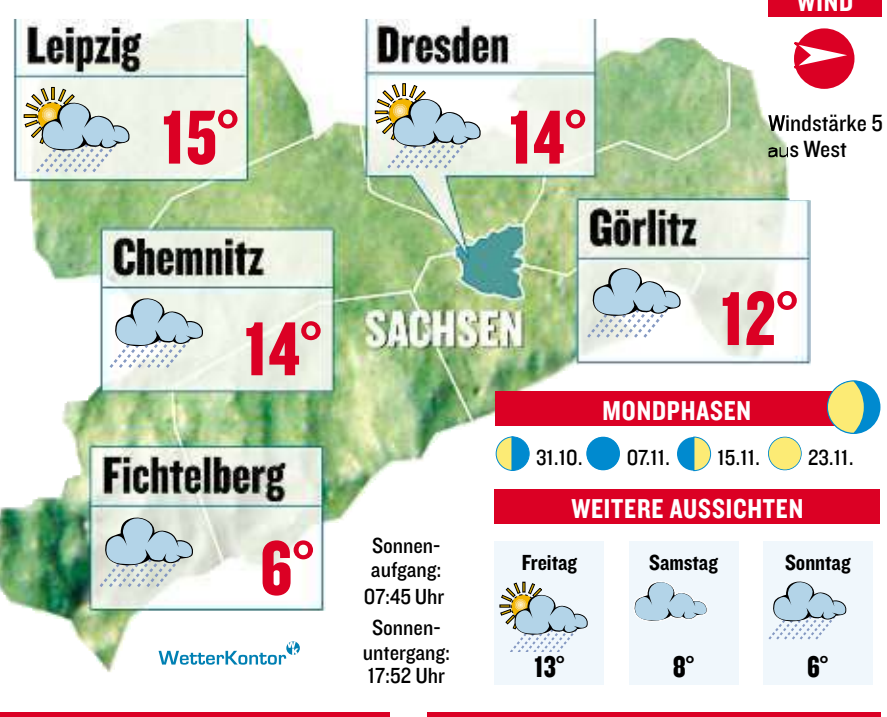 WIND
Windstärke 5
aus West
Leipzig
15°
Dresden
14°
Chemnitz
14°
Görlitz
12°
SACHSEN
Fichtelberg
6°
WetterKontor
Sonnen-
aufgang:
07:45 Uhr
Sonnen-
untergang:
17:52 Uhr
MONDPHASEN
31.10. 07.11. 15.11. 23.11.
WEITERE AUSSICHTEN
Freitag Samstag Sonntag
13° 8° 6°